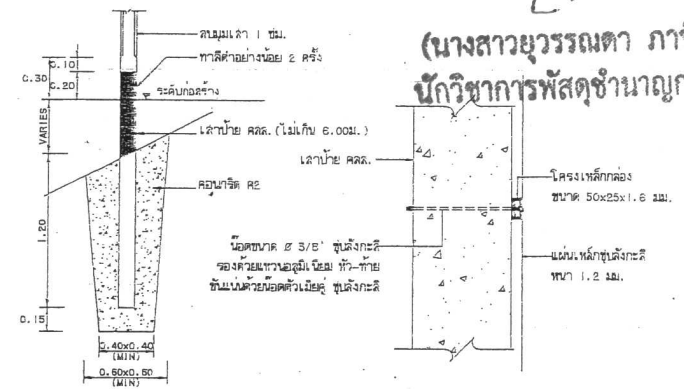 (นางสาวยุวรรณดา
นักวิชาการพัสดุชำนาญ
ลบมุมเสา 1 ซม.
ทาสีดำอย่างน้อย 2 ครั้ง
0.10
0.30
0.20
ระดับก่อสร้าง
VARIES
เสาป้าย คสล. (ไม่เกิน 6.00ม.)
เสาป้าย คสล.
คอนกรีต R2
โครงเหล็กกล่อง
ขนาด 50x25x1.6 มม.
1.20
น๊อตขนาด Ø 3/8" ชุบสังกะสี
รองด้วยแหวนอลูมิเนียม หัว-ท้าย
ขันแน่นด้วยน๊อตตัวเมียคู่ ชุบสังกะสี
แผ่นเหล็กชุบสังกะสี
หนา 1.2 มม.
0.15
0.40x0.40
(MIN)
0.50x0.50
(MIN)